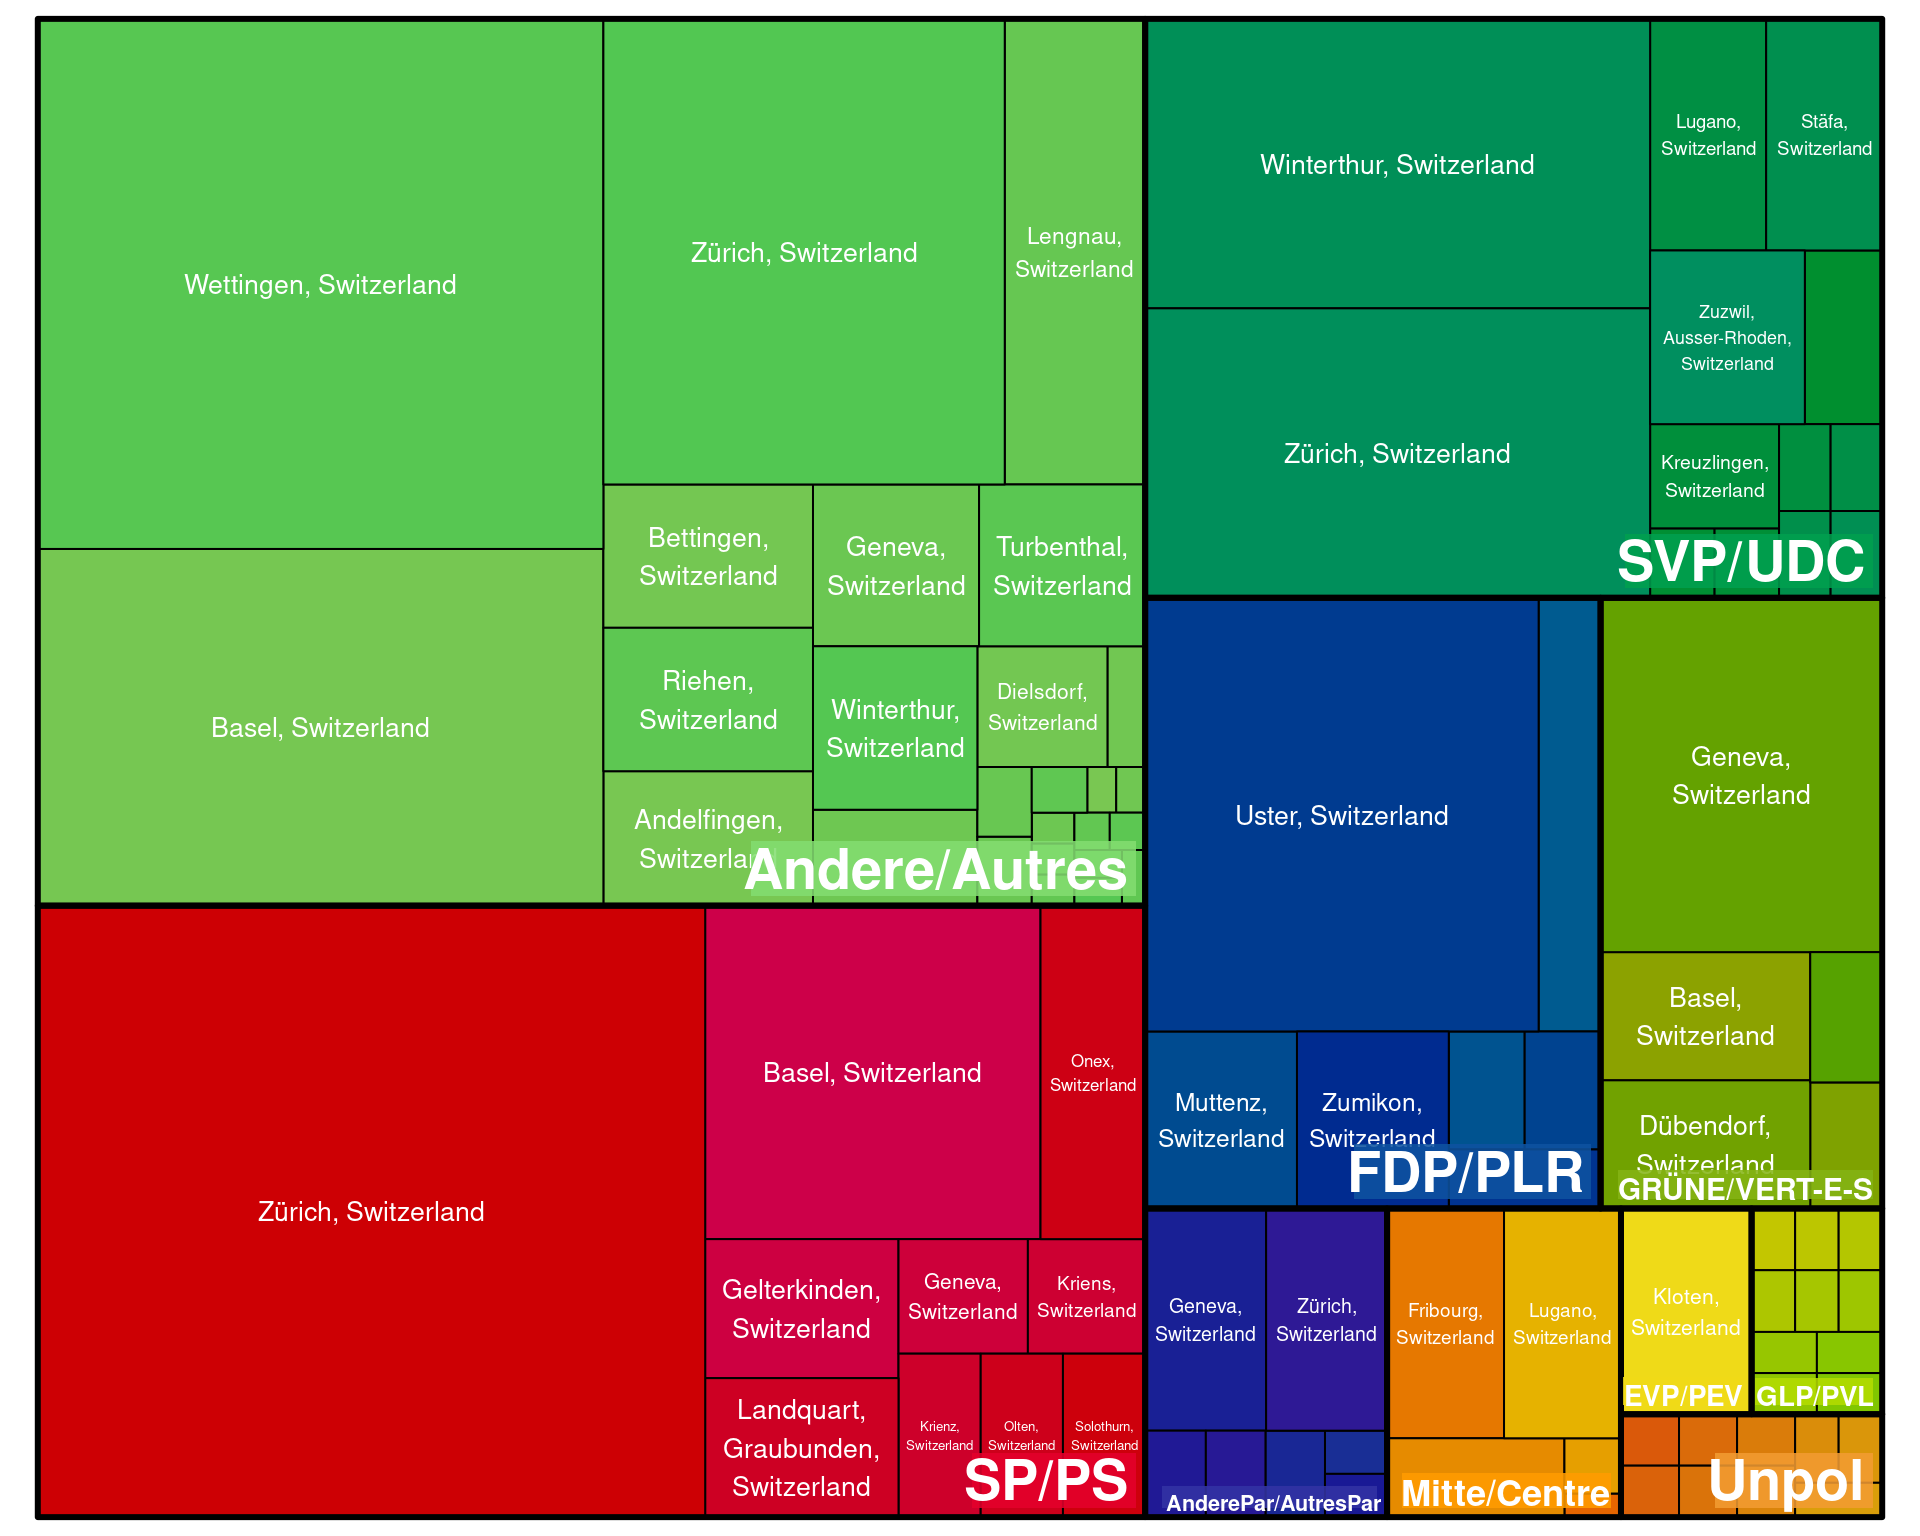 Wettingen, Switzerland
Zürich, Switzerland
Lengnau,
Switzerland
Basel, Switzerland
Bettingen,
Switzerland
Geneva,
Switzerland
Turbenthal,
Switzerland
Riehen,
Switzerland
Winterthur,
Switzerland
Dielsdorf,
Switzerland
Andelfingen,
Switzerland
Andere/Autres
Zürich, Switzerland
Basel, Switzerland
Onex,
Switzerland
Gelterkinden,
Switzerland
Geneva,
Switzerland
Kriens,
Switzerland
Landquart,
Graubunden,
Switzerland
Krienz,
Switzerland
Olten,
Switzerland
Solothurn,
Switzerland
SP/PS
Winterthur, Switzerland
Lugano,
Switzerland
Stäfa,
Switzerland
Zürich, Switzerland
Zuzwil,
Ausser-Rhoden,
Switzerland
Kreuzlingen,
Switzerland
SVP/UDC
Uster, Switzerland
Muttenz,
Switzerland
Zumikon,
Switzerland
FDP/PLR
Geneva,
Switzerland
Basel,
Switzerland
Dübendorf,
Switzerland
GRÜNE/VERT-E-S
Geneva,
Switzerland
Zürich,
Switzerland
AnderePar/AutresPar
Fribourg,
Switzerland
Lugano,
Switzerland
Mitte/Centre
Kloten,
Switzerland
EVP/PEV
GLP/PVL
Unpol